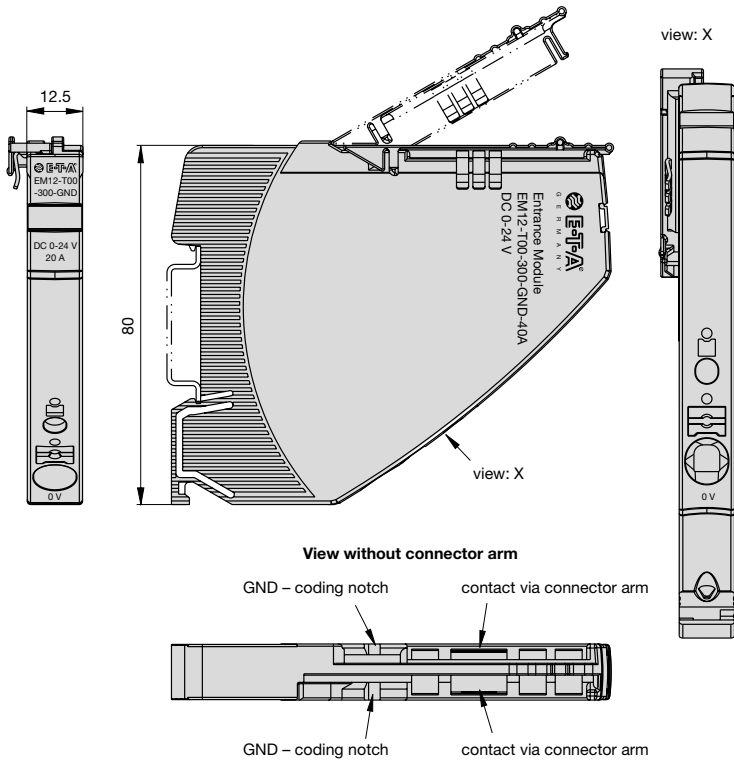 view: X
12.5
E-T-A
EM12-T00
-300-GND
DC 0-24 V
20 A
0 V
80
E-T-A®
GERMANY
Entrance Module
EM12-T00-300-GND-40A
DC 0-24 V
view: X
0 V
View without connector arm
GND – coding notch
contact via connector arm
GND – coding notch
contact via connector arm